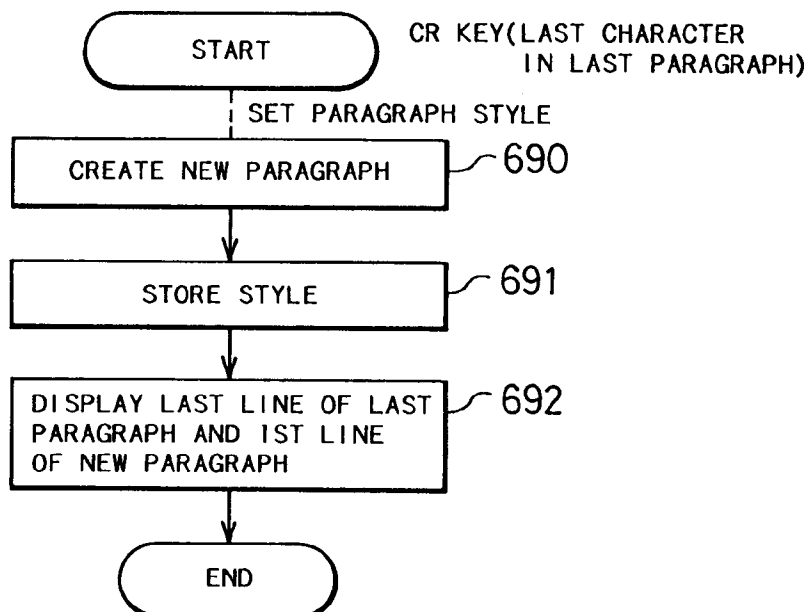 START
CR KEY(LAST CHARACTER
IN LAST PARAGRAPH)
SET PARAGRAPH STYLE
CREATE NEW PARAGRAPH
690
STORE STYLE
691
DISPLAY LAST LINE OF LAST
PARAGRAPH AND 1ST LINE
OF NEW PARAGRAPH
692
END